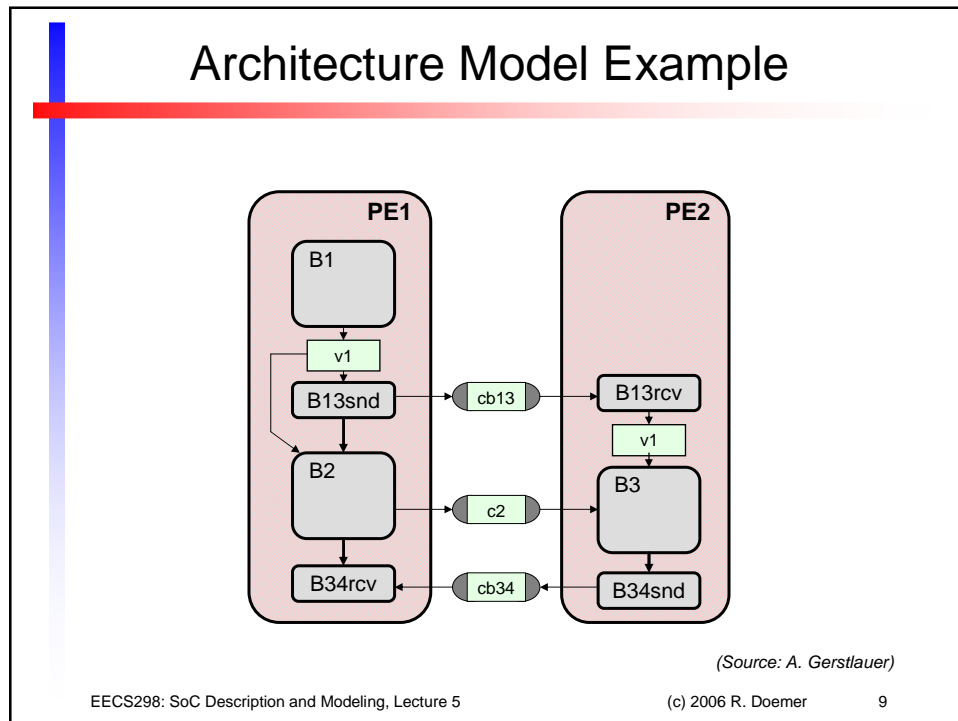 Architecture Model Example
PE1
PE2
B1
v1
B13snd
cb13
B13rcv
v1
B2
c2
B3
B34rcv
cb34
B34snd
(Source: A. Gerstlauer)
EECS298: SoC Description and Modeling, Lecture 5
(c) 2006 R. Doemer
9